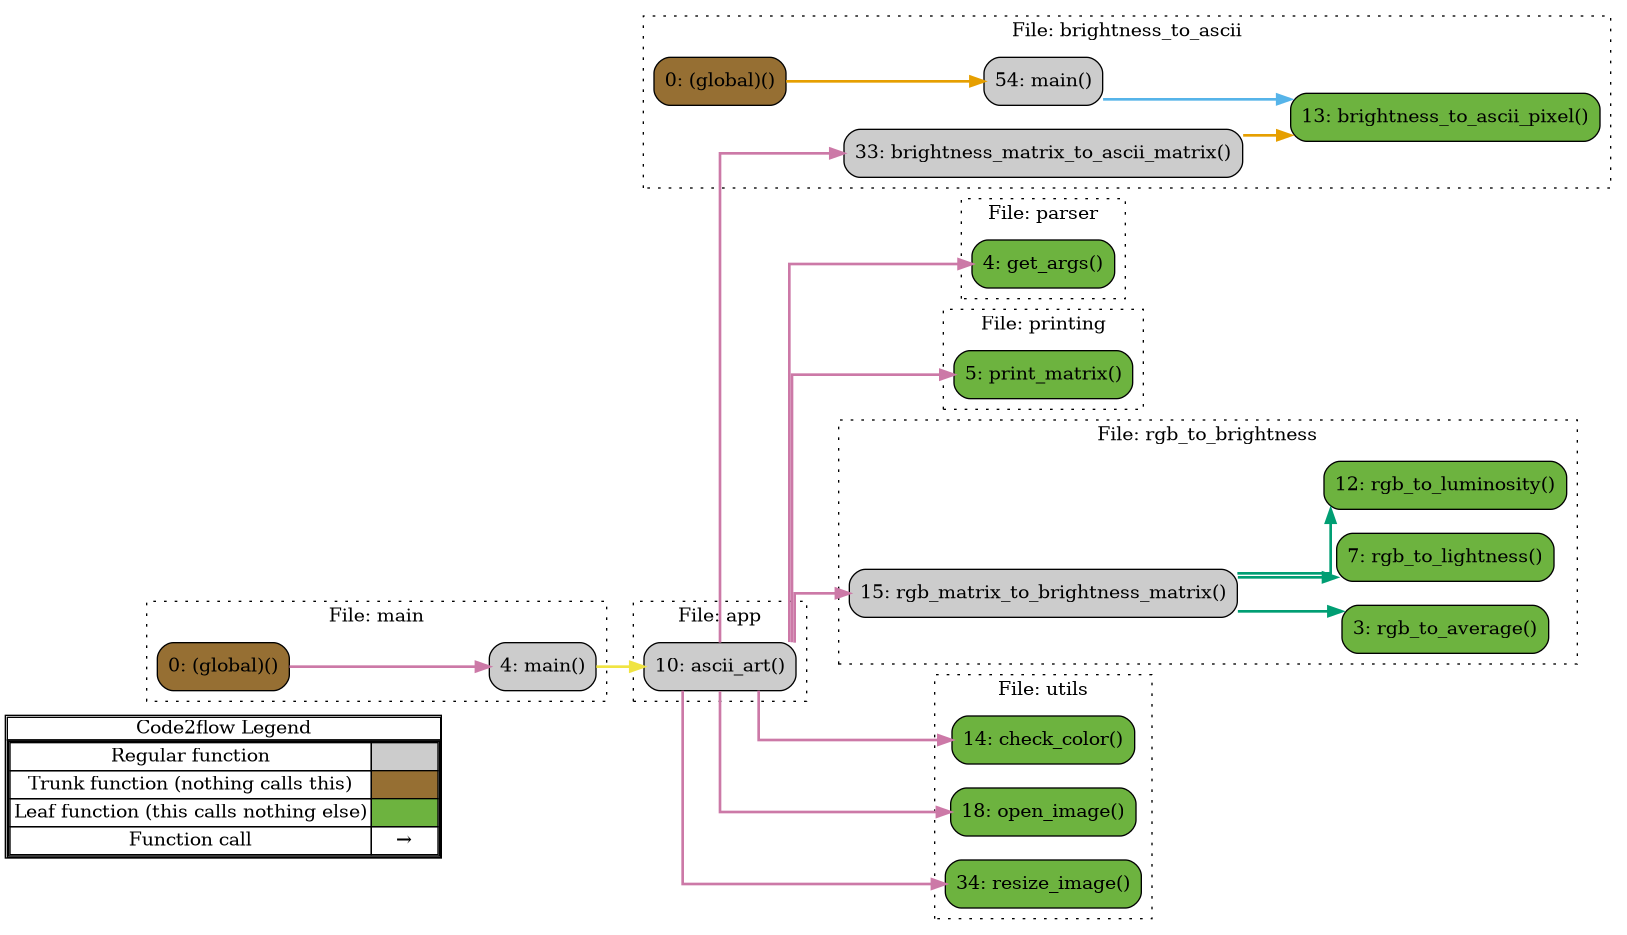 File: brightness_to_ascii
0: (global)()
54: main()
13: brightness_to_ascii_pixel()
33: brightness_matrix_to_ascii_matrix()
File: parser
4: get_args()
File: printing
5: print_matrix()
File: rgb_to_brightness
12: rgb_to_luminosity()
7: rgb_to_lightness()
15: rgb_matrix_to_brightness_matrix()
3: rgb_to_average()
File: main
0: (global)()
4: main()
File: app
10: ascii_art()
File: utils
14: check_color()
18: open_image()
34: resize_image()
Code2flow Legend
Regular function
Trunk function (nothing calls this)
Leaf function (this calls nothing else)
Function call →